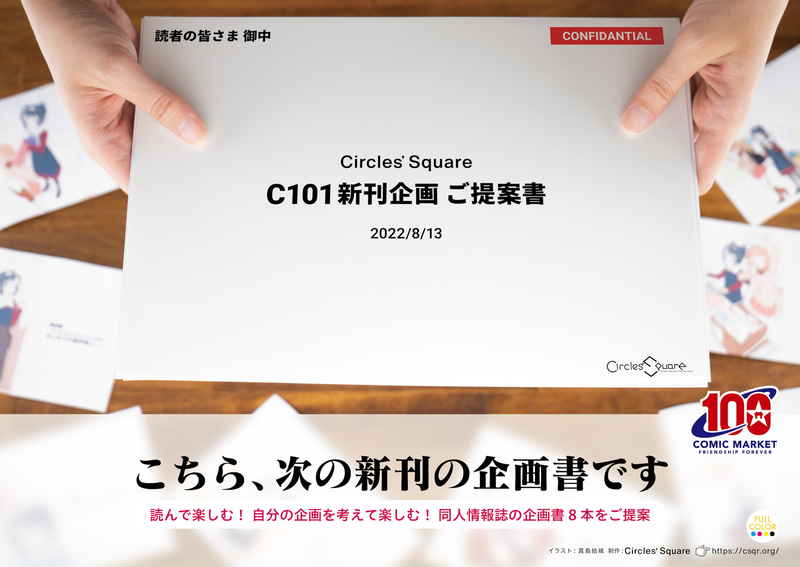 読者の皆さま 御中
CONFIDANTIAL
Circles' Square
C101新刊企画 ご提案書
2022/8/13
Circles Square
100
COMIC MARKET
FRIENDSHIP FOREVER
こちら、次の新刊の企画書です
読んで楽しむ！ 自分の企画を考えて楽しむ！ 同人情報誌の企画書 8 本をご提案
FULL
COLOR
イラスト：真島結城 制作：Circles' Square https://csqr.org/